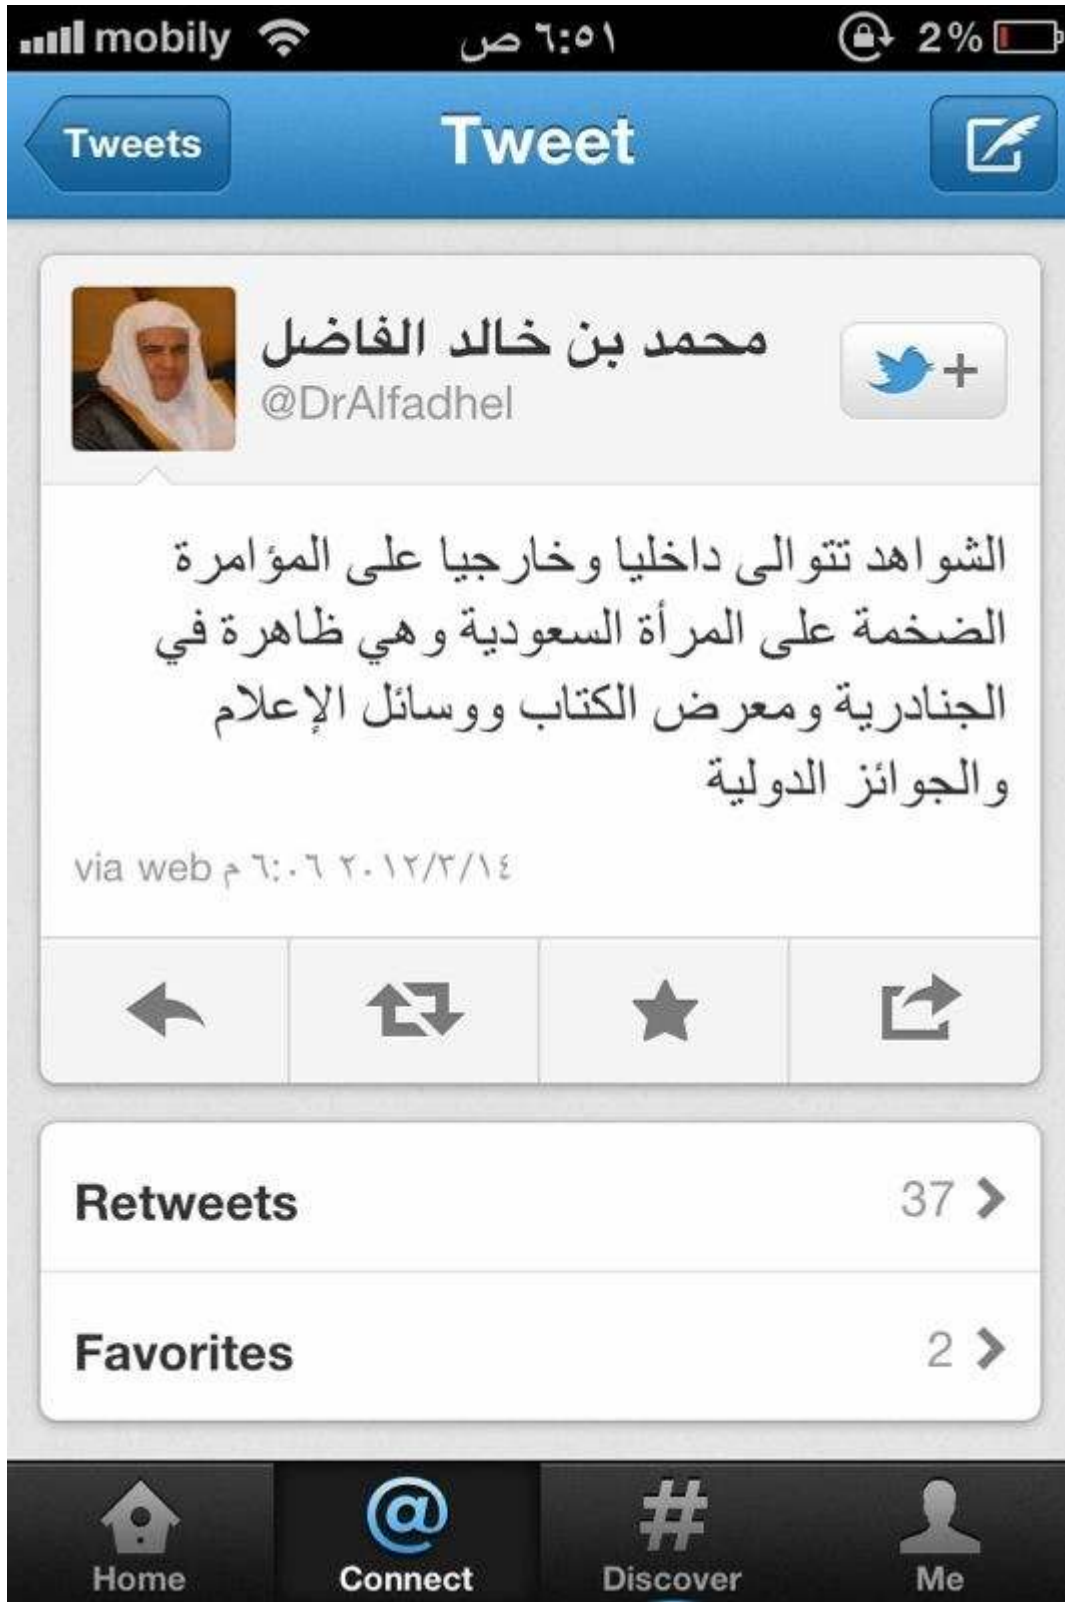 mobily ٦:٥١ ص 2%
Tweets Tweet
محمد بن خالد الفاضل
@DrAlfadhel
الشواهد تتوالى داخليا وخارجيا على المؤامرة
الضخمة على المرأة السعودية وهي ظاهرة في
الجنادرية ومعرض الكتاب ووسائل الإعلام
والجوائز الدولية
via web م ٦:٠٦ ٢٠١٢/٣/١٤
Retweets 37
Favorites 2
Home Connect Discover Me